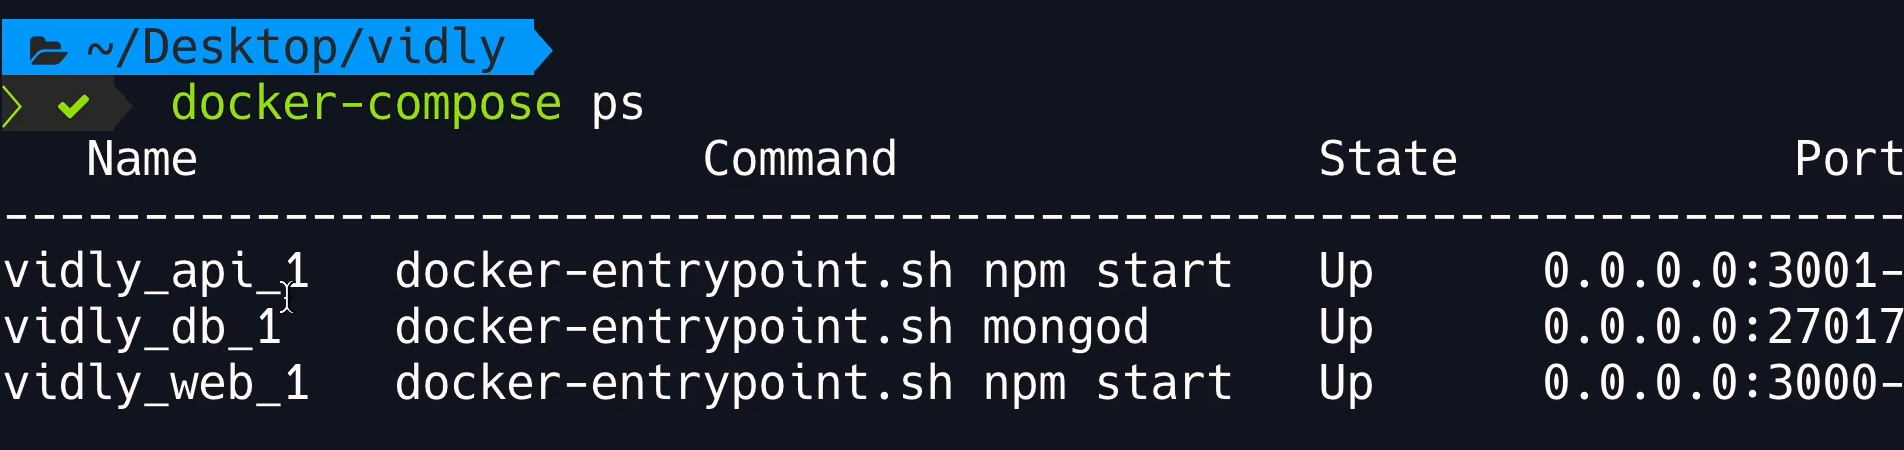 ~/Desktop/vidly
docker-compose ps
Name Command State Port
--------------------------------------------------------------------
vidly_api_1 docker-entrypoint.sh npm start Up 0.0.0.0:3001-
vidly_db_1 docker-entrypoint.sh mongod Up 0.0.0.0:27017
vidly_web_1 docker-entrypoint.sh npm start Up 0.0.0.0:3000-